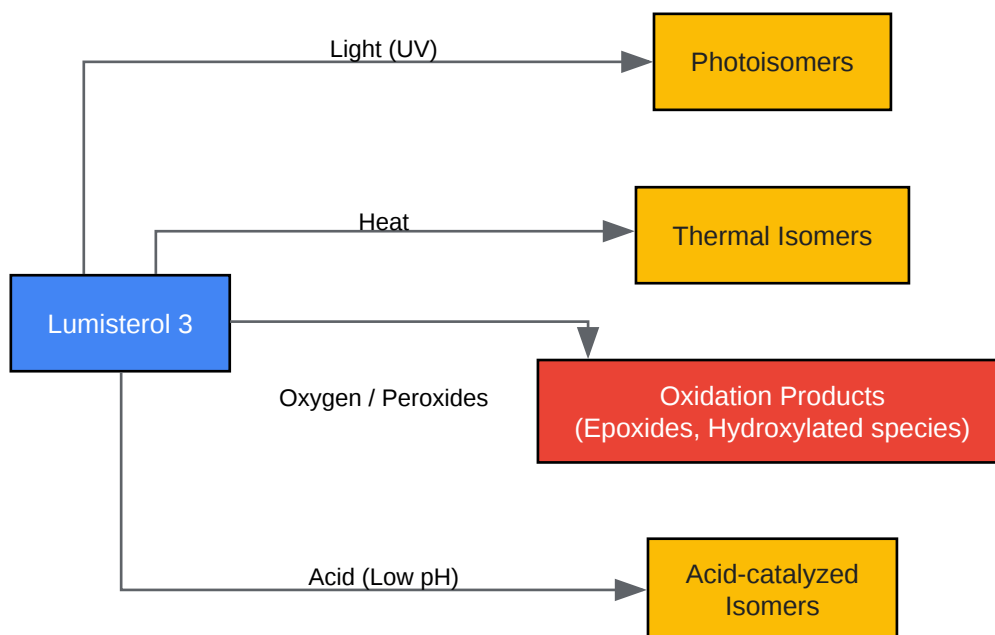 Light (UV)
Photoisomers
Heat
Thermal Isomers
Lumisterol 3
Oxygen / Peroxides
Oxidation Products
(Epoxides, Hydroxylated species)
Acid (Low pH)
Acid-catalyzed
Isomers